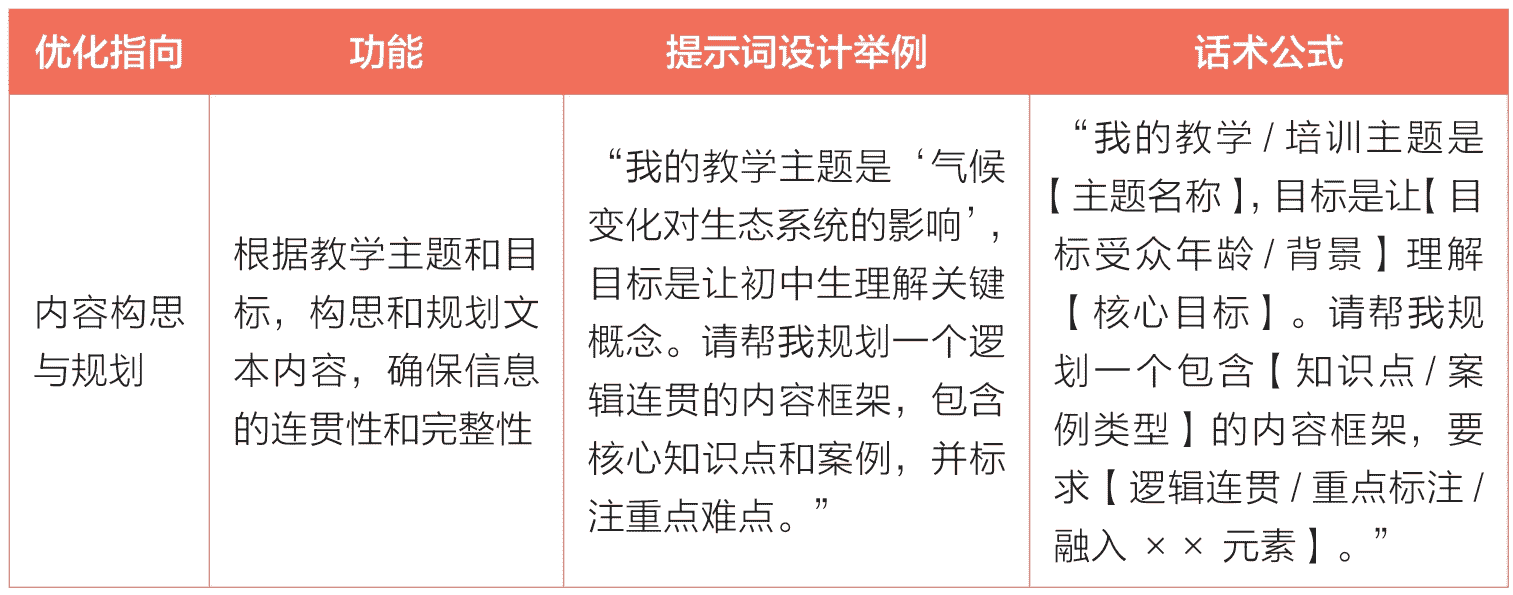 优化指向 功能 提示词设计举例 话术公式
内容构思
与规划
根据教学主题和目
标，构思和规划文
本内容，确保信息
的连贯性和完整性
“我的教学主题是‘气候
变化对生态系统的影响’，
目标是让初中生理解关键
概念。请帮我规划一个逻
辑连贯的内容框架，包含
核心知识点和案例，并标
注重点难点。”
“我的教学/培训主题是
【主题名称】，目标是让【目
标受众年龄/背景】理解
【核心目标】。请帮我规
划一个包含【知识点/案
例类型】的内容框架，要
求【逻辑连贯/重点标注/
融入 ×× 元素】。”